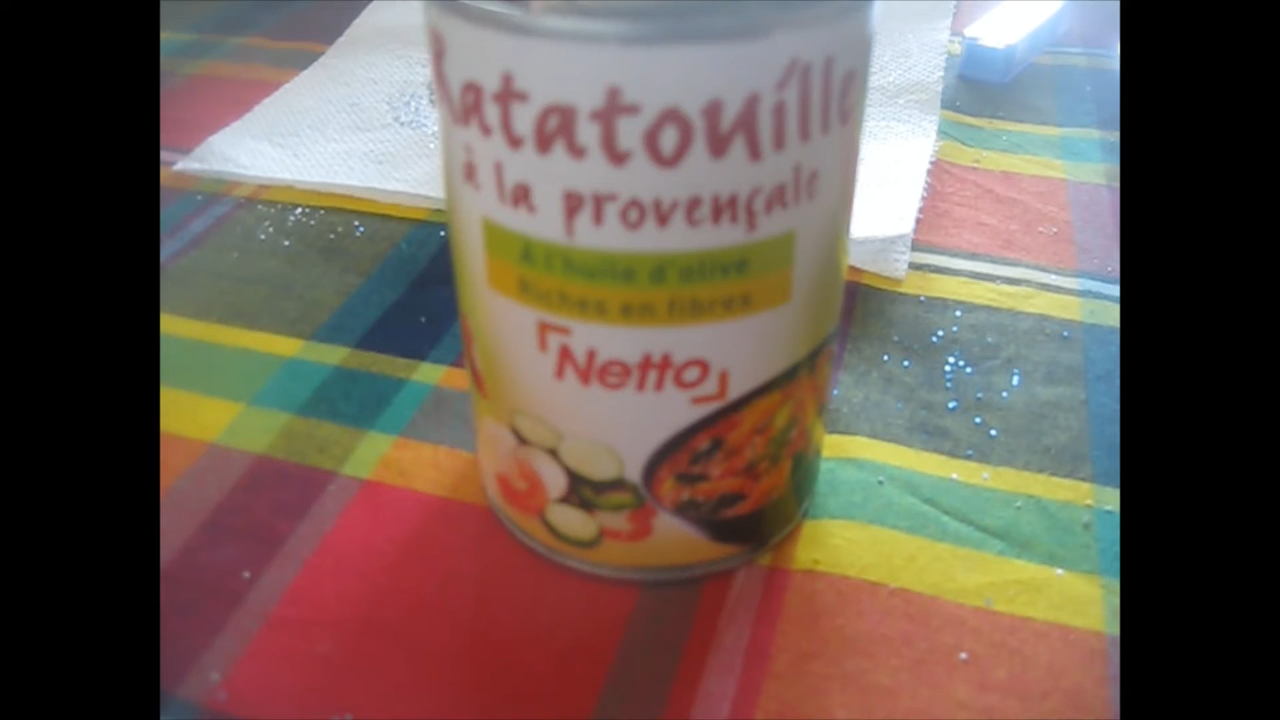 Ratatouille
à la provençale
À l'huile d'olive
Riches en fibres
Netto